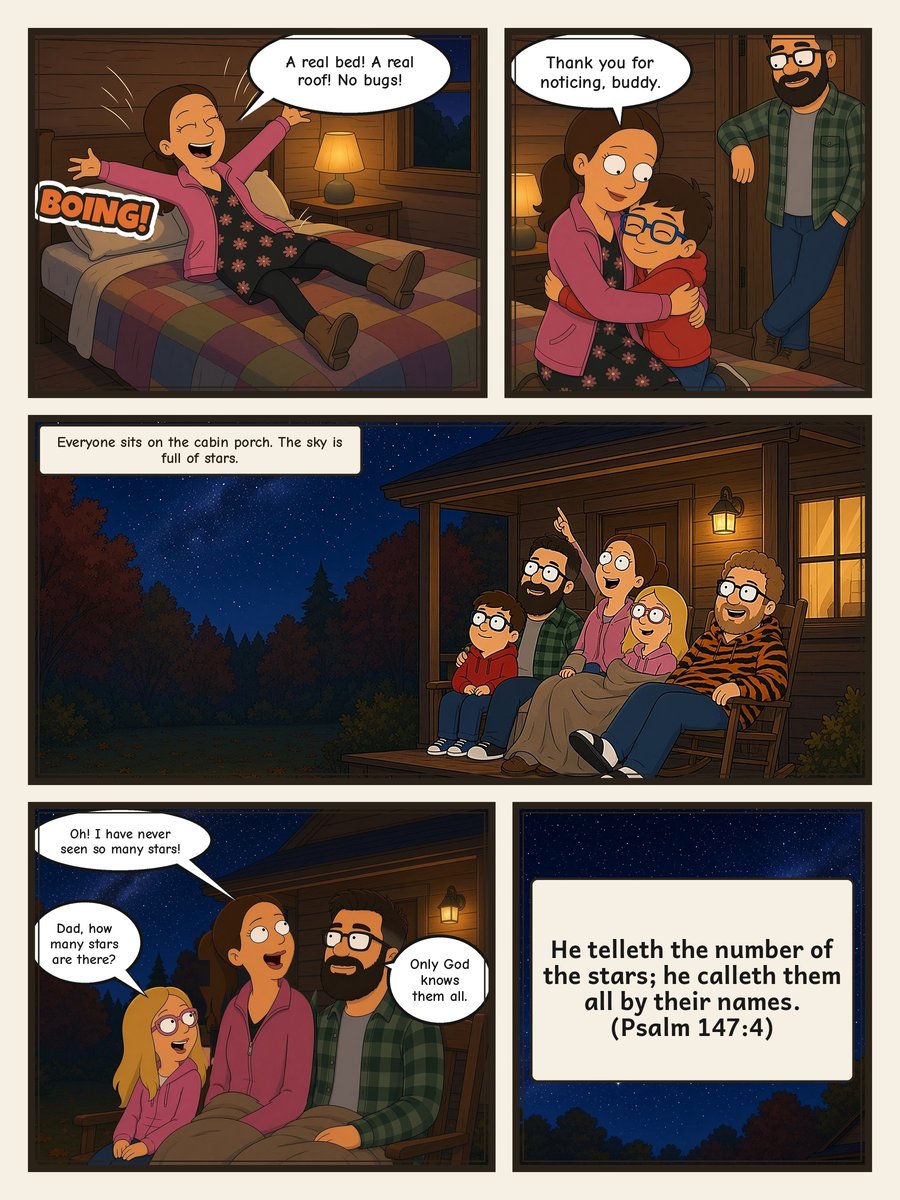 A real bed! A real
roof! No bugs!
BOING!
Thank you for
noticing, buddy.
Everyone sits on the cabin porch. The sky is
full of stars.
Oh! I have never
seen so many stars!
Dad, how
many stars
are there?
Only God
knows
them all.
He telleth the number of
the stars; he calleth them
all by their names.
(Psalm 147:4)